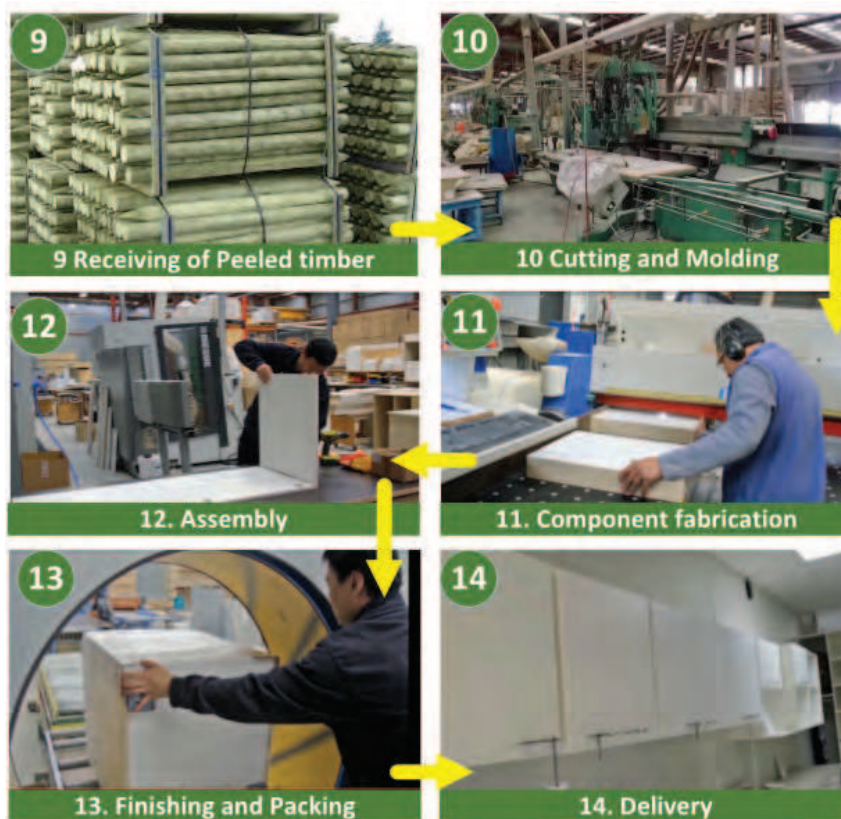 9
9 Receiving of Peeled timber
10
10 Cutting and Molding
11
11. Component fabrication
12
12. Assembly
13
13. Finishing and Packing
14
14. Delivery